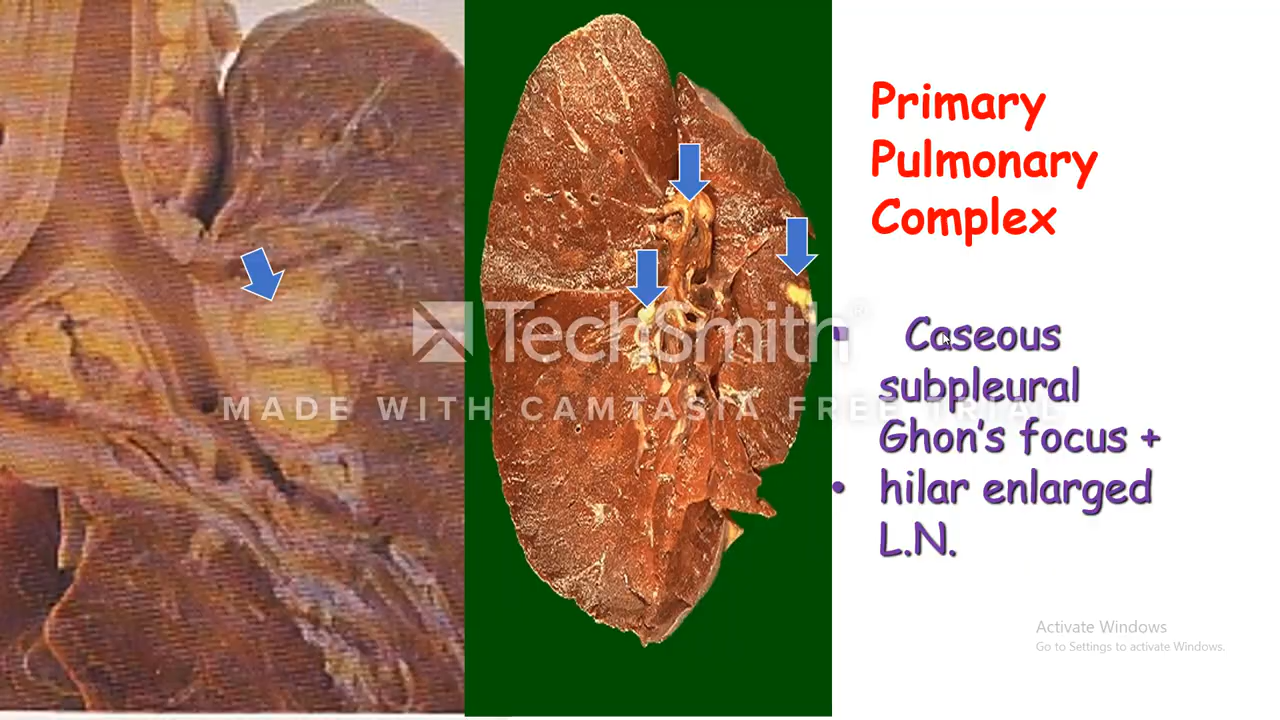 Primary
Pulmonary
Complex
TechSmith®
MADE WITH CAMTASIA FREE TRIAL
▪ Caseous
subpleural
Ghon's focus +
• hilar enlarged
L.N.
Activate Windows
Go to Settings to activate Windows.